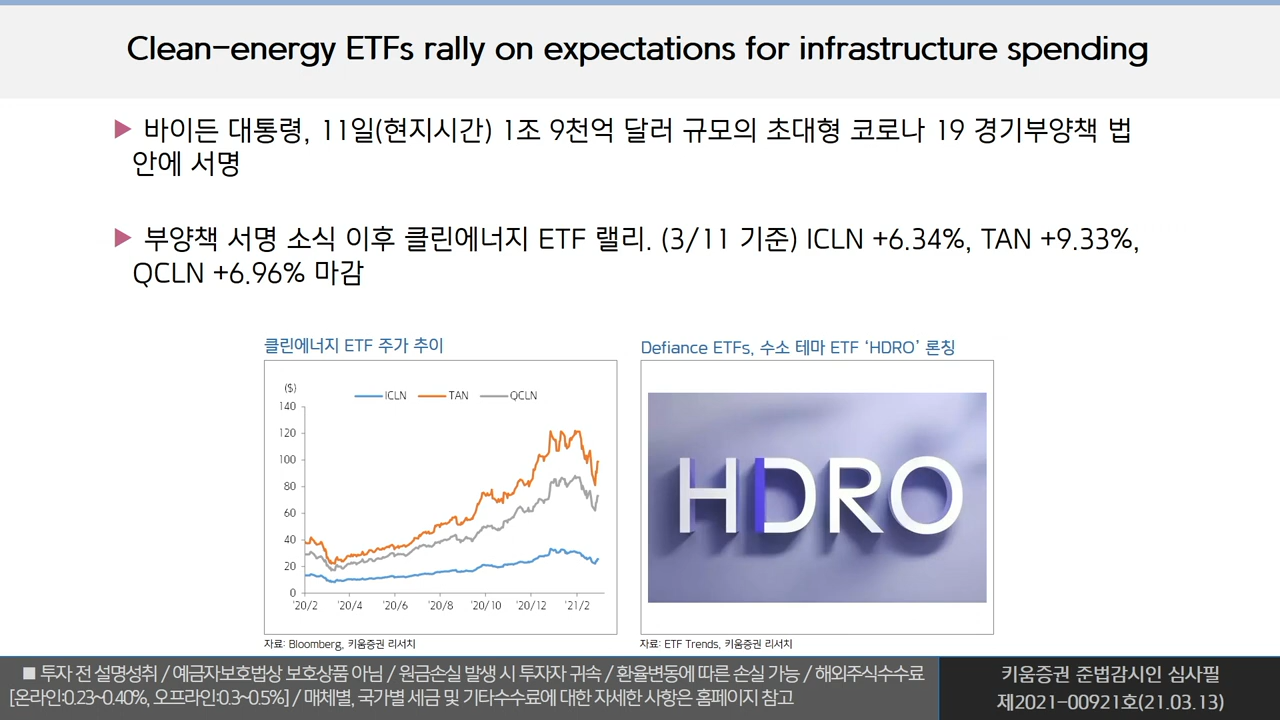 Clean-energy ETFs rally on expectations for infrastructure spending
▶ 바이든 대통령, 11일(현지시간) 1조 9천억 달러 규모의 초대형 코로나 19 경기부양책 법
안에 서명
▶ 부양책 서명 소식 이후 클린에너지 ETF 랠리. (3/11 기준) ICLN +6.34%, TAN +9.33%,
QCLN +6.96% 마감
클린에너지 ETF 주가 추이
($)
ICLN TAN QCLN
140
120
100
80
60
40
20
0
'20/2 '20/4 '20/6 '20/8 '20/10 '20/12 '21/2
자료: Bloomberg, 키움증권 리서치
Defiance ETFs, 수소 테마 ETF ‘HDRO’ 론칭
HDRO
자료: ETF Trends, 키움증권 리서치
■ 투자 전 설명성취 / 예금자보호법상 보호상품 아님 / 원금손실 발생 시 투자자 귀속 / 환율변동에 따른 손실 가능 / 해외주식수수료
[온라인:0.23~0.40%, 오프라인:0.3~0.5%] / 매체별, 국가별 세금 및 기타수수료에 대한 자세한 사항은 홈페이지 참고
키움증권 준법감시인 심사필
제2021-00921호(21.03.13)